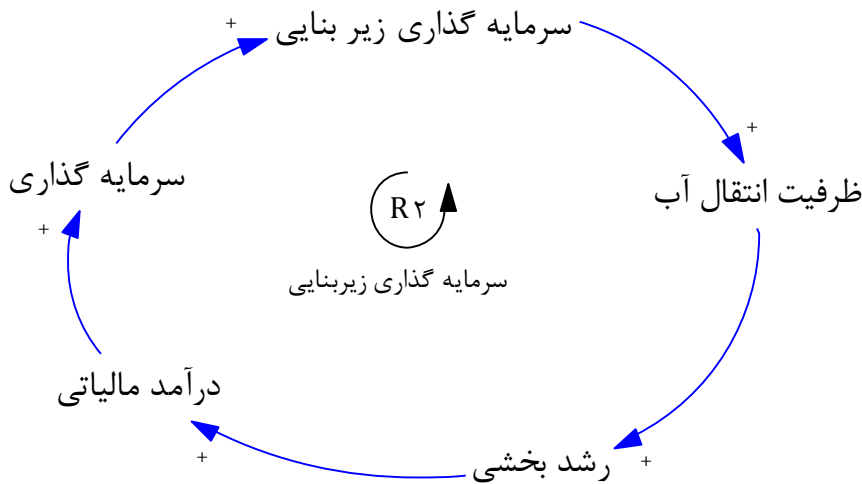 +
سرمایه گذاری زیر بنایی
+
سرمایه گذاری
ظرفیت انتقال آب
R۲
+
سرمایه گذاری زیربنایی
درآمد مالیاتی
+
رشد بخشی
+